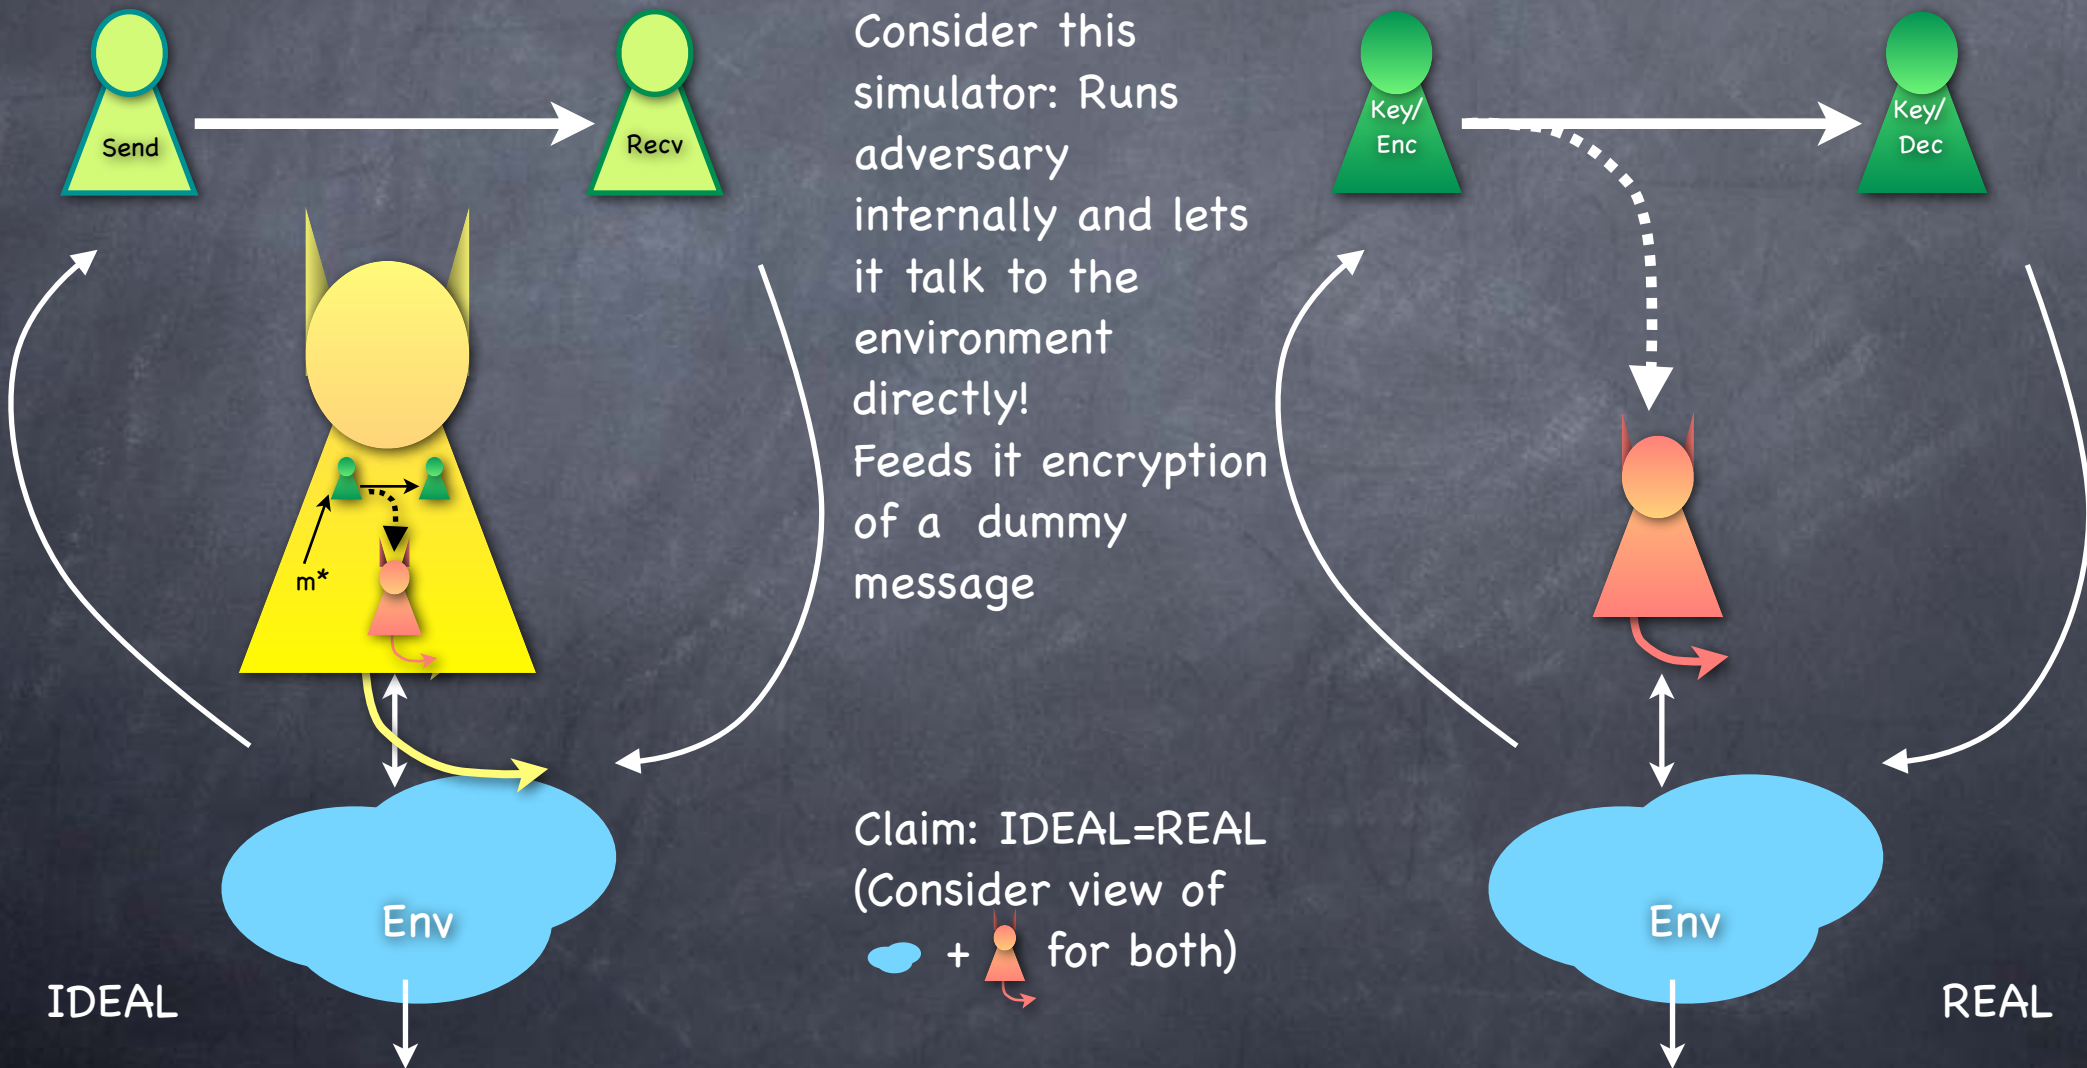 Send
Recv
Consider this
simulator: Runs
adversary
internally and lets
it talk to the
environment
directly!
Feeds it encryption
of a dummy
message
Key/
Enc
Key/
Dec
m*
Claim: IDEAL=REAL
(Consider view of
+ for both)
Env
Env
IDEAL
REAL